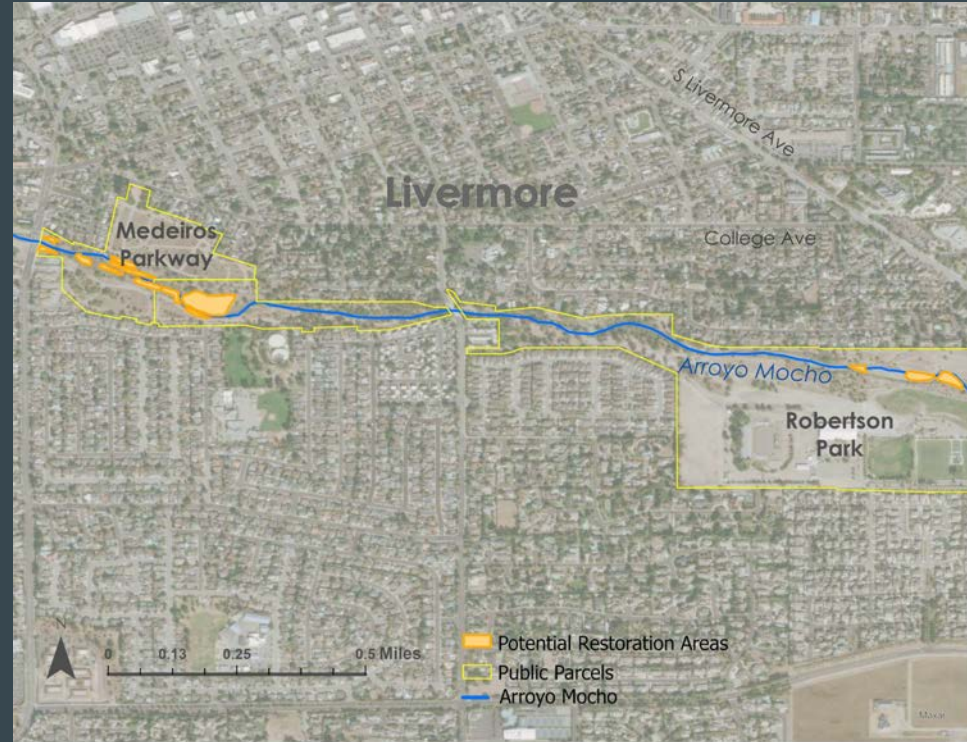 S Livermore Ave
Livermore
Medeiros
Parkway
College Ave
Arroyo Mocho
Robertson
Park
N
0 0.13 0.25 0.5 Miles
Potential Restoration Areas
Public Parcels
Arroyo Mocho
Maxar